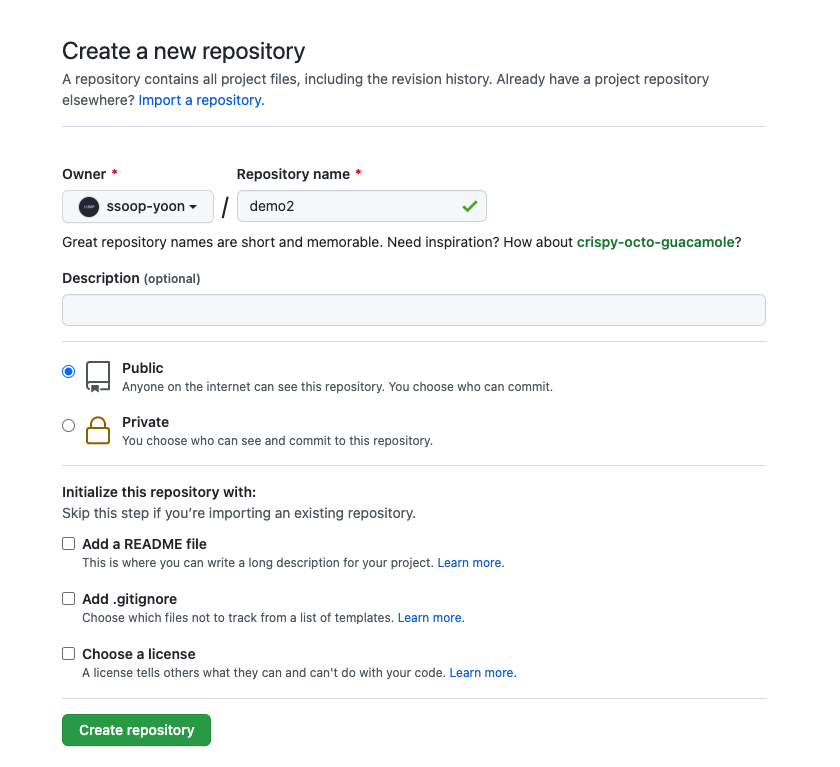 Create a new repository
A repository contains all project files, including the revision history. Already have a project repository
elsewhere? Import a repository.
Owner * Repository name *
ssoop-yoon / demo2
Great repository names are short and memorable. Need inspiration? How about crispy-octo-guacamole?
Description (optional)
Public
Anyone on the internet can see this repository. You choose who can commit.
Private
You choose who can see and commit to this repository.
Initialize this repository with:
Skip this step if you’re importing an existing repository.
Add a README file
This is where you can write a long description for your project. Learn more.
Add .gitignore
Choose which files not to track from a list of templates. Learn more.
Choose a license
A license tells others what they can and can't do with your code. Learn more.
Create repository